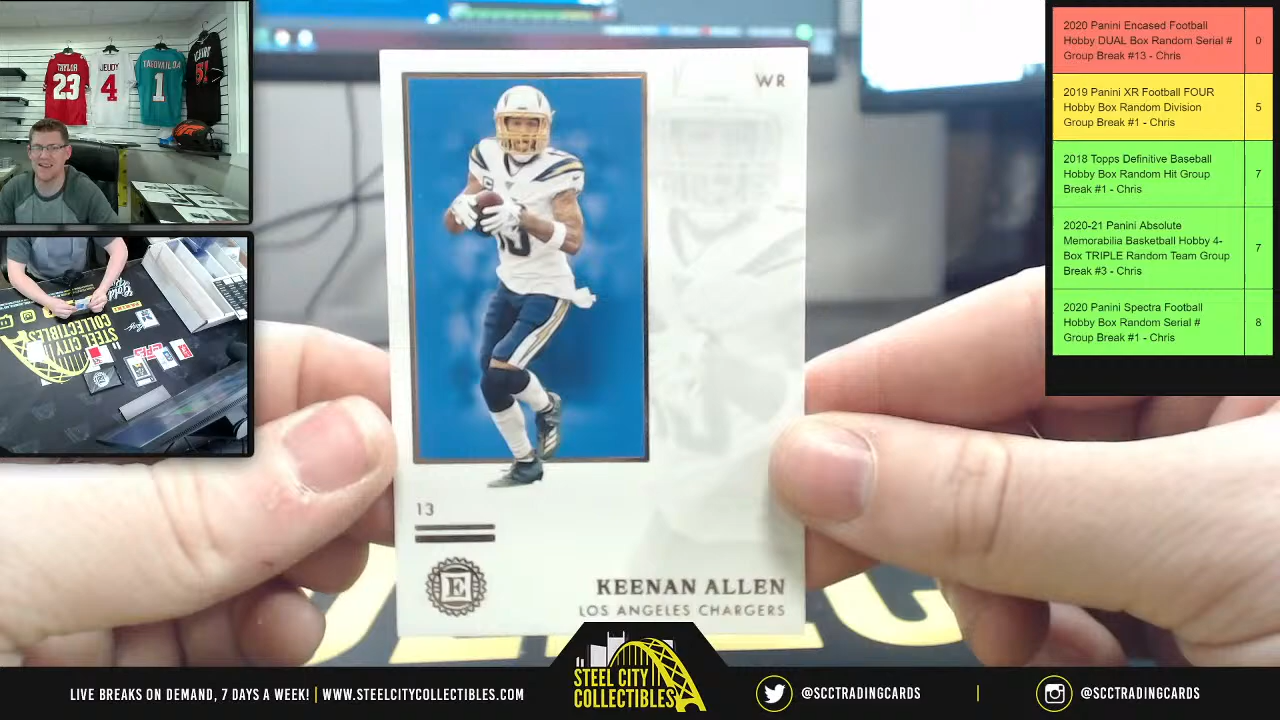 TAYLOR
23
JEUDY
4
TAGOVAILOA
1
51
STEEL CITY
COLLECTIBLES
WR
13
E
KEENAN ALLEN
LOS ANGELES CHARGERS
2020 Panini Encased Football
Hobby DUAL Box Random Serial #
Group Break #13 - Chris
0
2019 Panini XR Football FOUR
Hobby Box Random Division
Group Break #1 - Chris
5
2018 Topps Definitive Baseball
Hobby Box Random Hit Group
Break #1 - Chris
7
2020-21 Panini Absolute
Memorabilia Basketball Hobby 4-
Box TRIPLE Random Team Group
Break #3 - Chris
7
2020 Panini Spectra Football
Hobby Box Random Serial #
Group Break #1 - Chris
8
LIVE BREAKS ON DEMAND, 7 DAYS A WEEK! | WWW.STEELCITYCOLLECTIBLES.COM
STEEL CITY
COLLECTIBLES
@SCCTRADINGCARDS
@SCCTRADINGCARDS